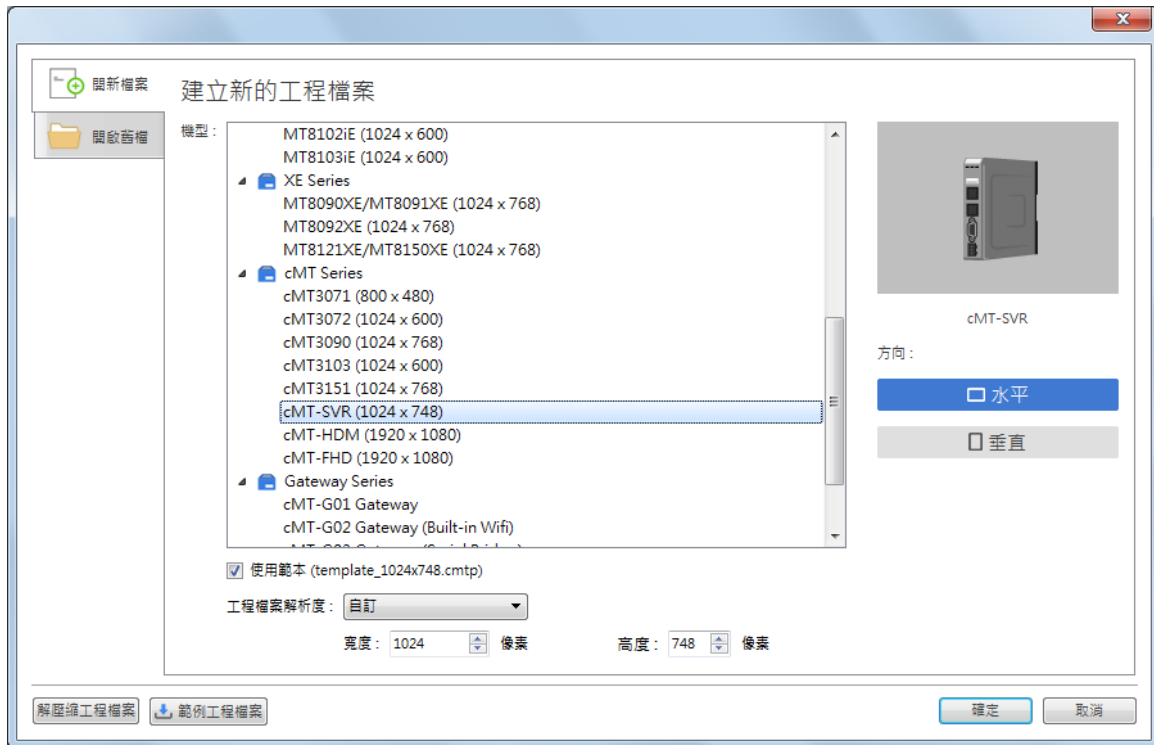 開新檔案
開啟舊檔
建立新的工程檔案
機型：
MT8102iE (1024 x 600)
MT8103iE (1024 x 600)
XE Series
MT8090XE/MT8091XE (1024 x 768)
MT8092XE (1024 x 768)
MT8121XE/MT8150XE (1024 x 768)
cMT Series
cMT3071 (800 x 480)
cMT3072 (1024 x 600)
cMT3090 (1024 x 768)
cMT3103 (1024 x 600)
cMT3151 (1024 x 768)
cMT-SVR (1024 x 748)
cMT-HDM (1920 x 1080)
cMT-FHD (1920 x 1080)
Gateway Series
cMT-G01 Gateway
cMT-G02 Gateway (Built-in Wifi)
cMT-SVR
方向：
水平
垂直
使用範本 (template_1024x748.cmtp)
工程檔案解析度： 自訂
寬度： 1024 像素 高度： 748 像素
解壓縮工程檔案 範例工程檔案 確定 取消